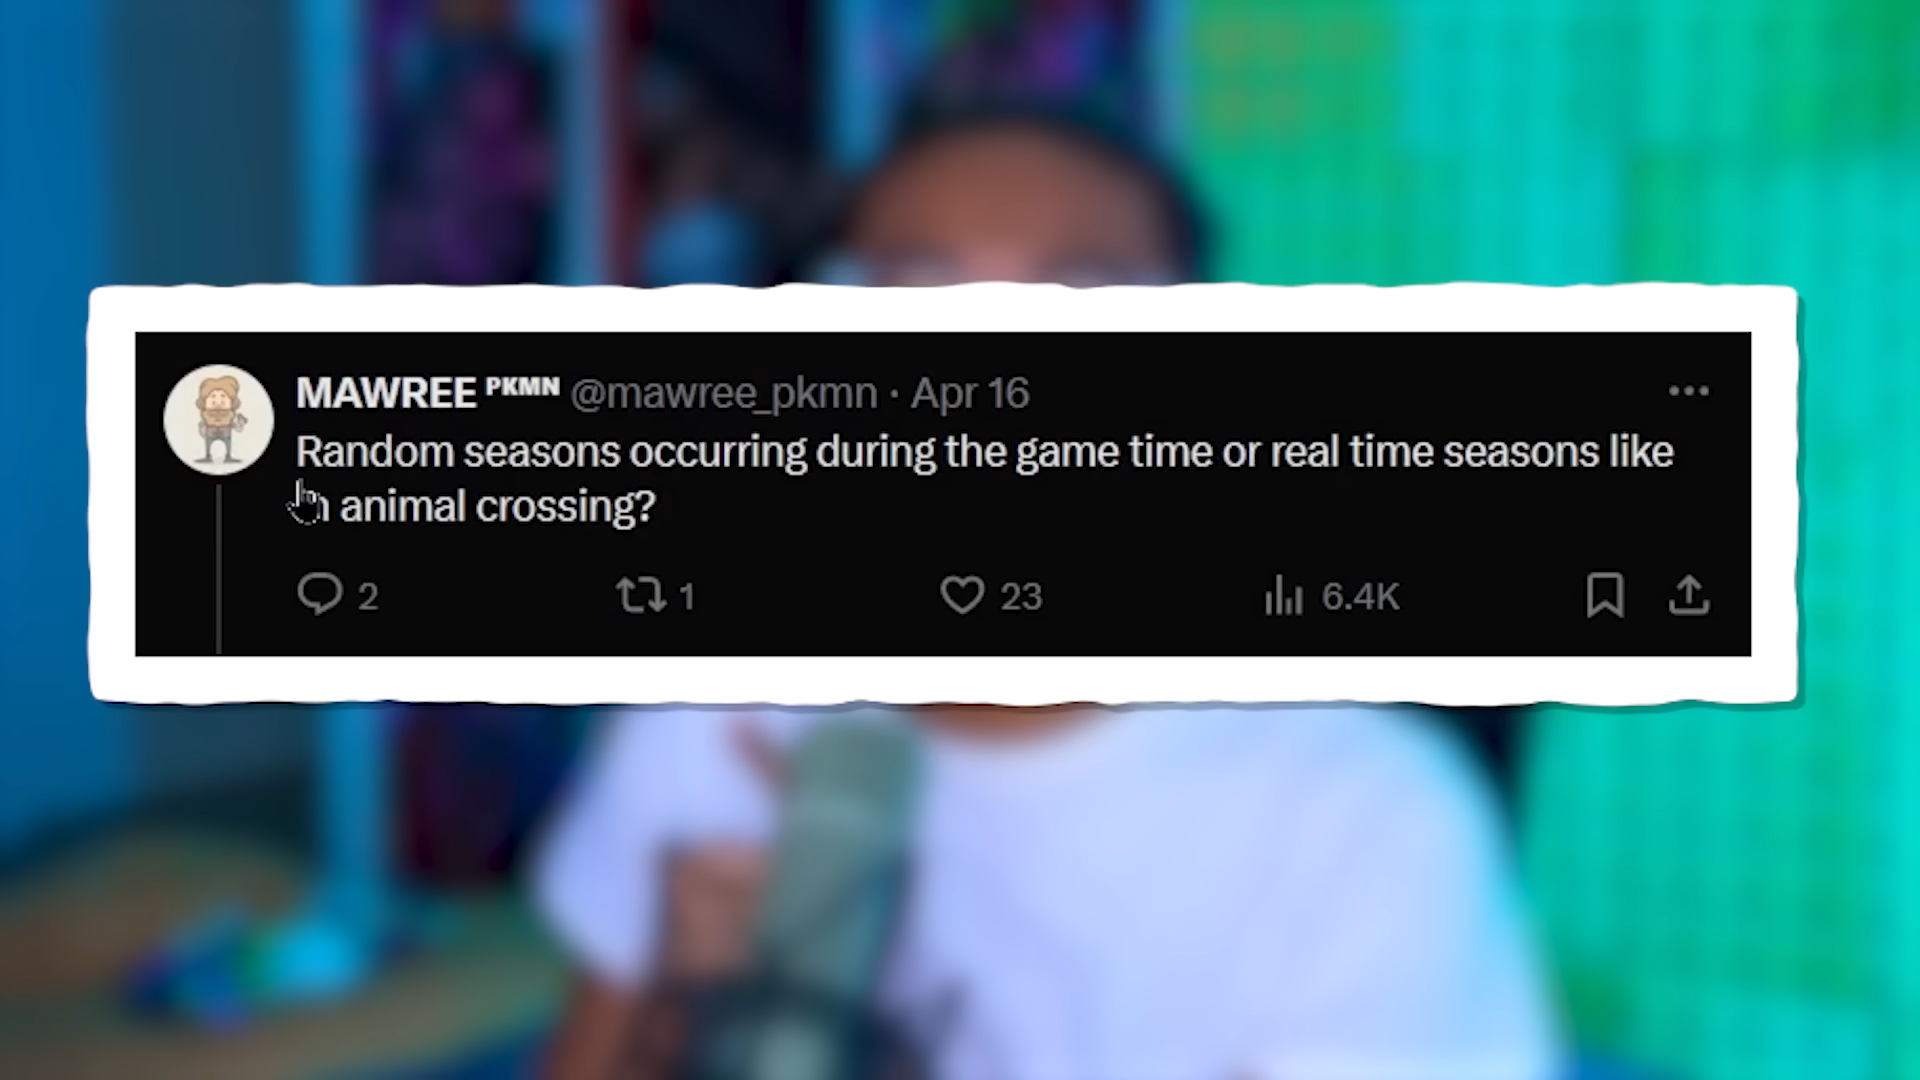 MAWREE PKMN @mawree_pkmn · Apr 16
Random seasons occurring during the game time or real time seasons like
animal crossing?
2 1 23 6.4K